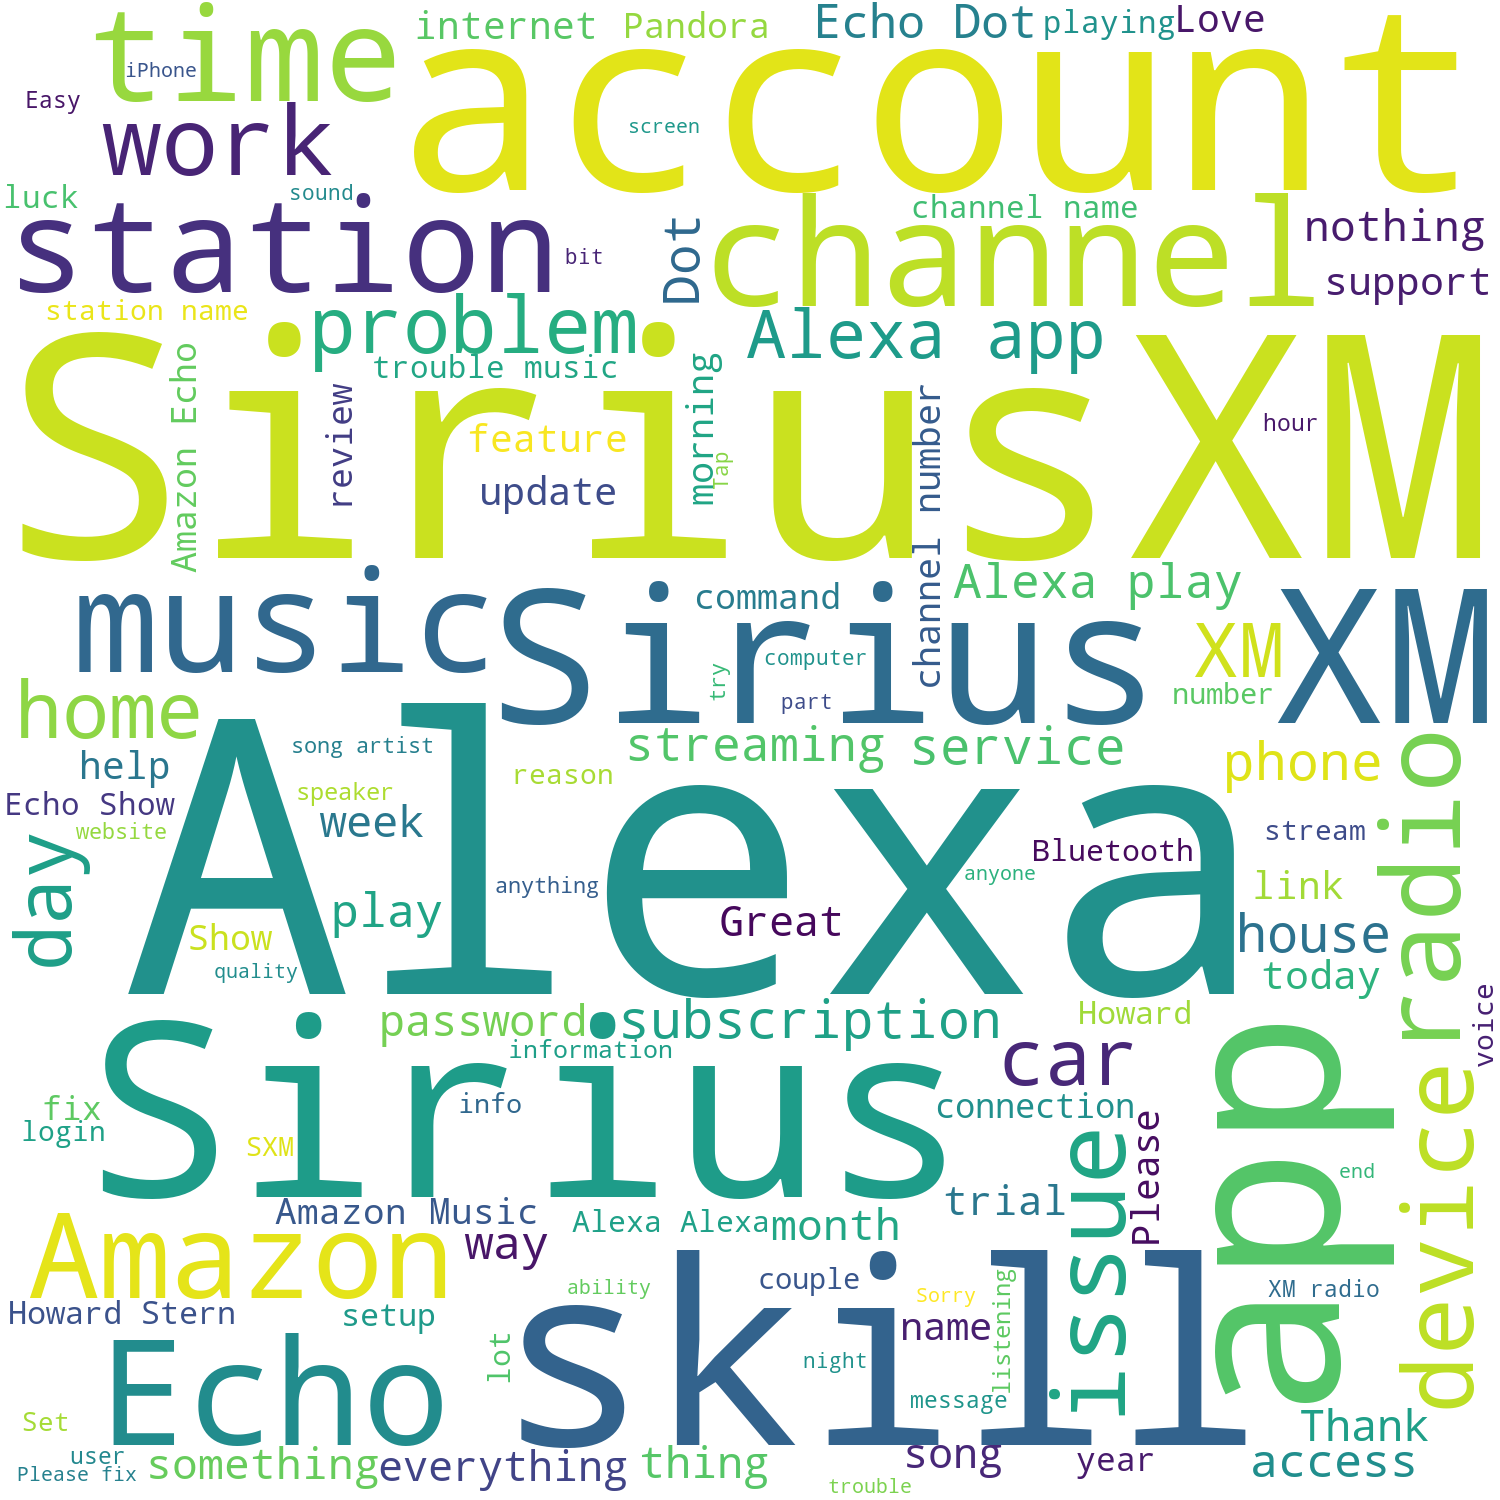 time
internet
Pandora
Echo Dot
playing
Love
iPhone
Easy
account
work
screen
luck
sound
station
bit
Dot
channel name
channel
nothing
support
station name
problem
trouble music
Alexa app
SiriusXM
Amazon Echo
review
feature
update
morning
Tap
channel number
hour
music
Sirius XM
command
Alexa play
XM
computer
try
part
number
home
help
song artist
streaming service
phone
radio
Echo Show
website
speaker
reason
week
Alexa
Bluetooth
stream
day
anything
anyone
link
play
Great
house
Show
quality
today
password
subscription
Howard
voice
information
Sirius
car
app
device
fix
login
info
connection
SXM
issue
Please
end
Amazon Music
Alexa Alexa
month
trial
Amazon
way
ability
couple
Sorry
XM radio
Howard Stern
setup
skill
name
listening
Echo
lot
night
message
Set
Thank
user
Please fix
something
everything
thing
song
year
access
trouble